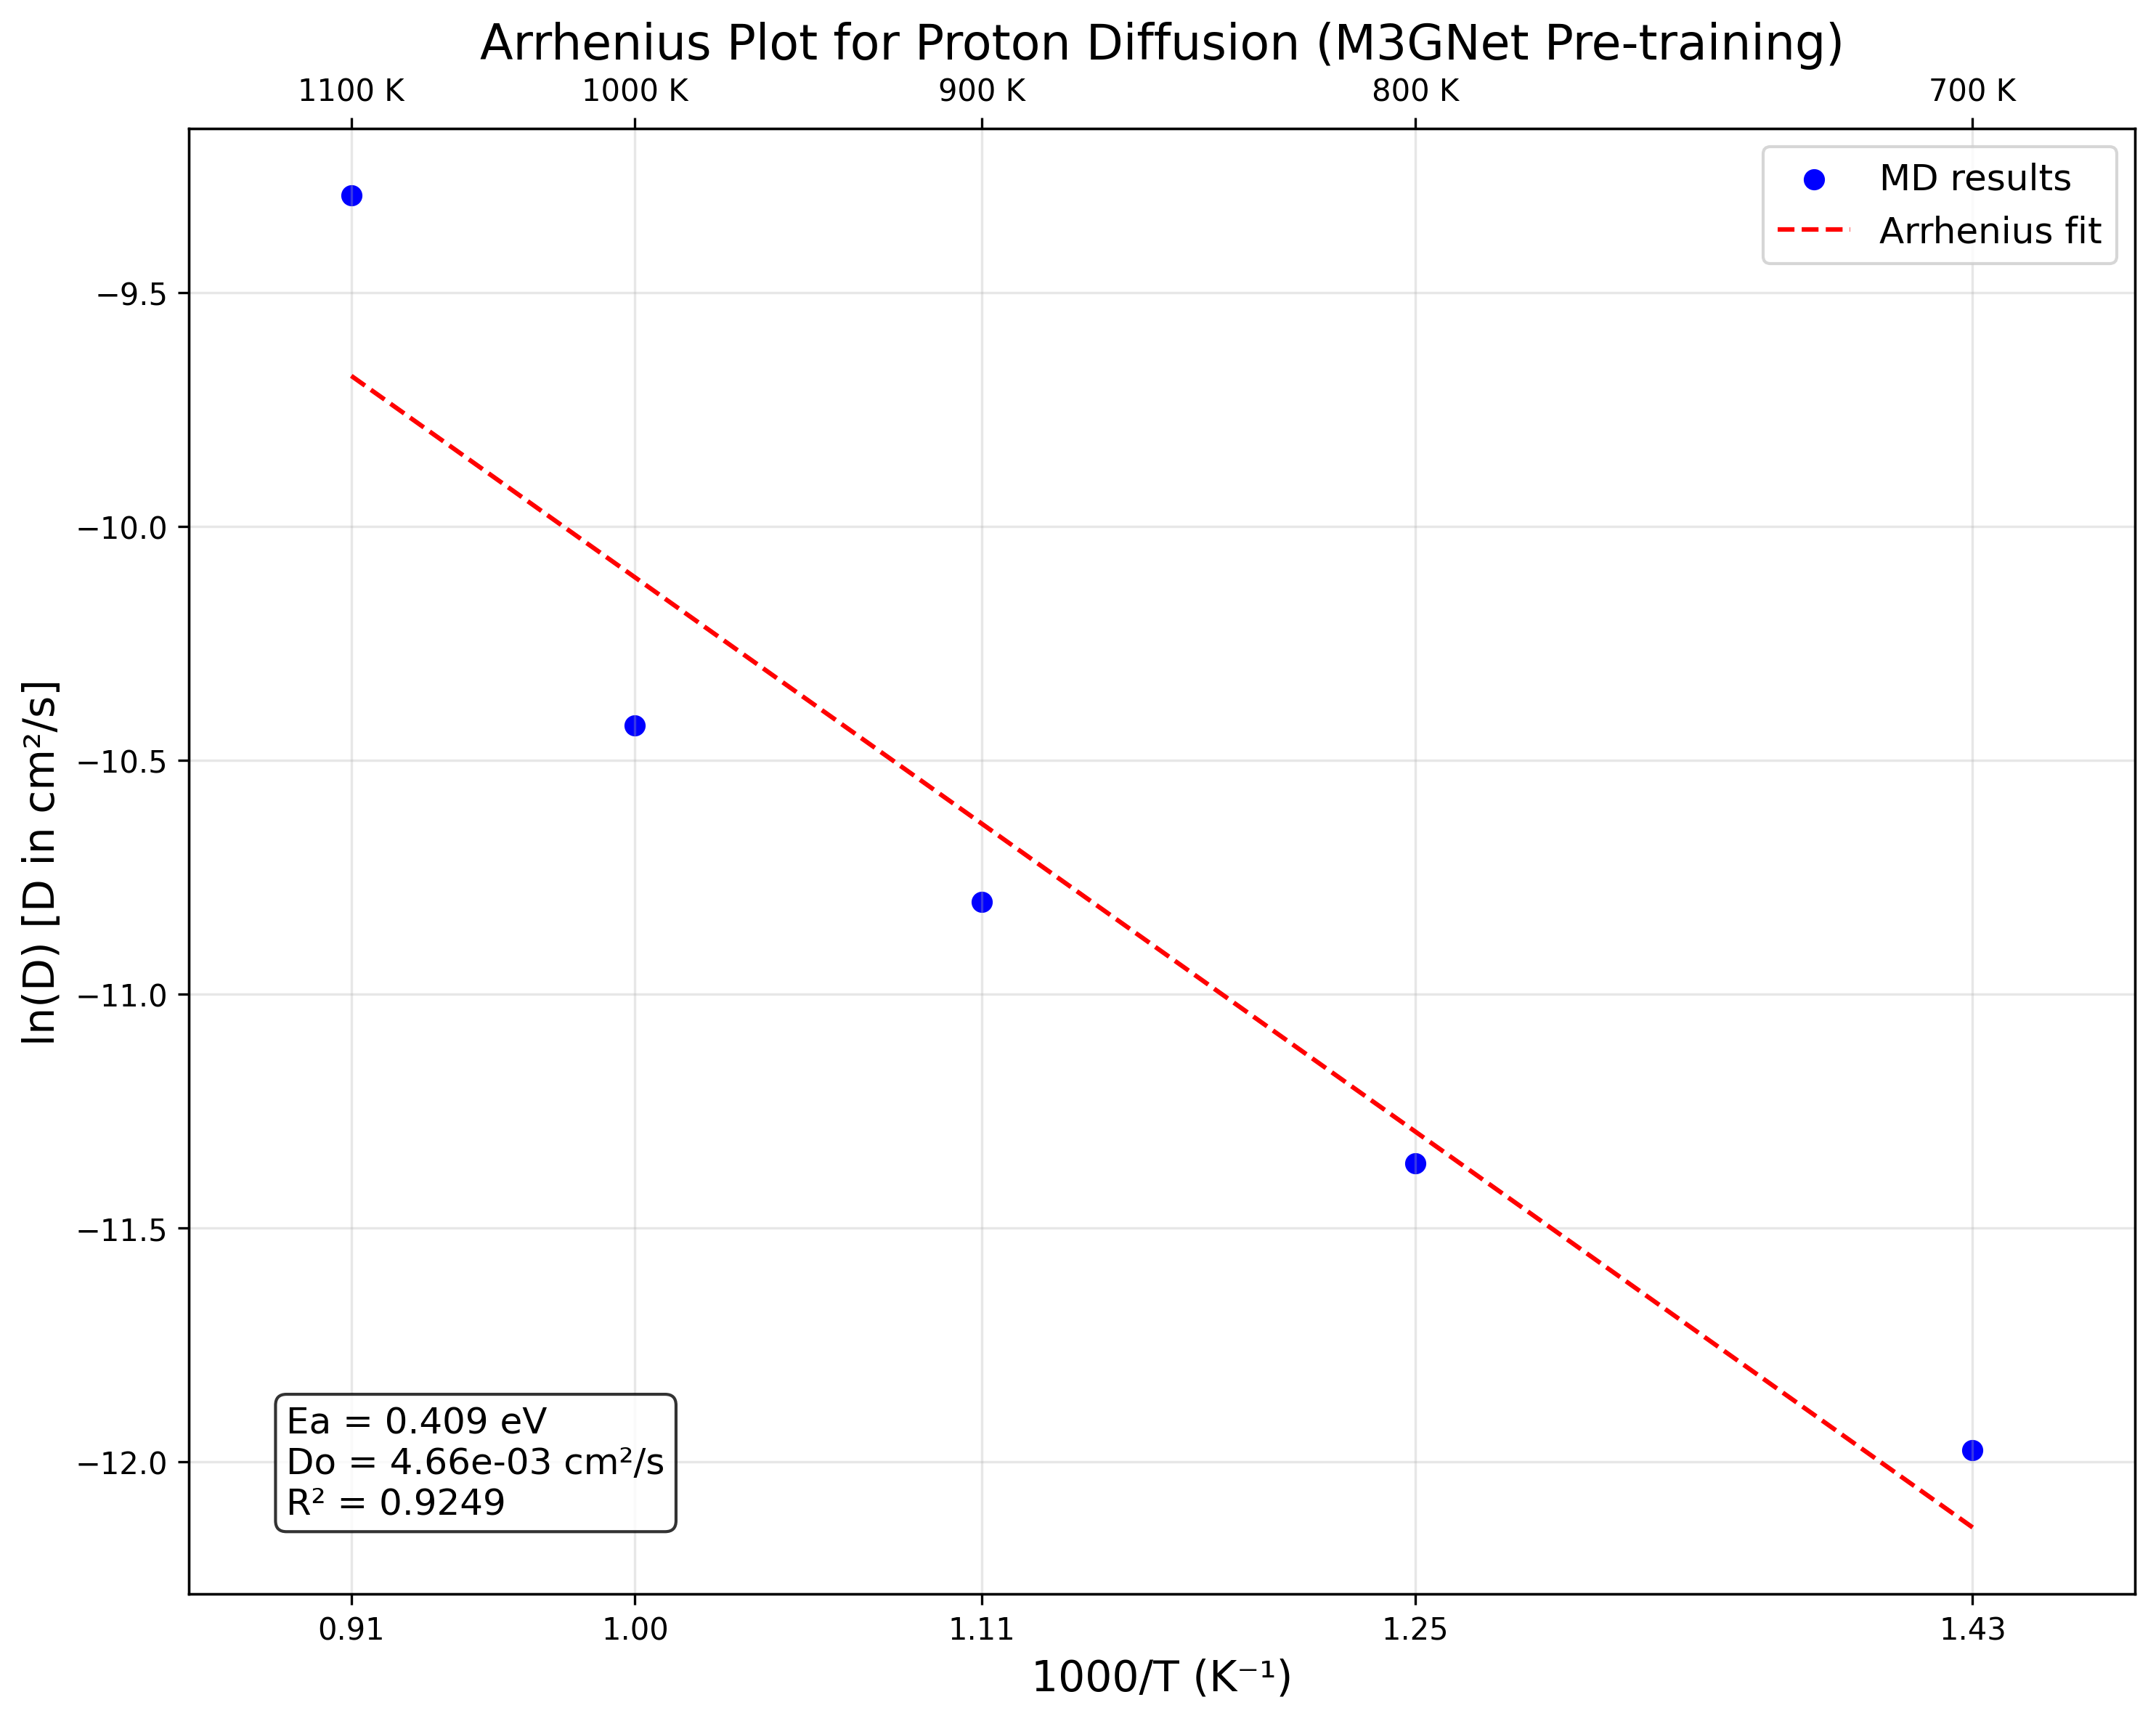 Arrhenius Plot for Proton Diffusion (M3GNet Pre-training)
1100 K 1000 K 900 K 800 K 700 K
MD results
Arrhenius fit
ln(D) [D in cm²/s]
−9.5
−10.0
−10.5
−11.0
−11.5
−12.0
Ea = 0.409 eV
Do = 4.66e-03 cm²/s
R² = 0.9249
0.91 1.00 1.11 1.25 1.43
1000/T (K⁻¹)